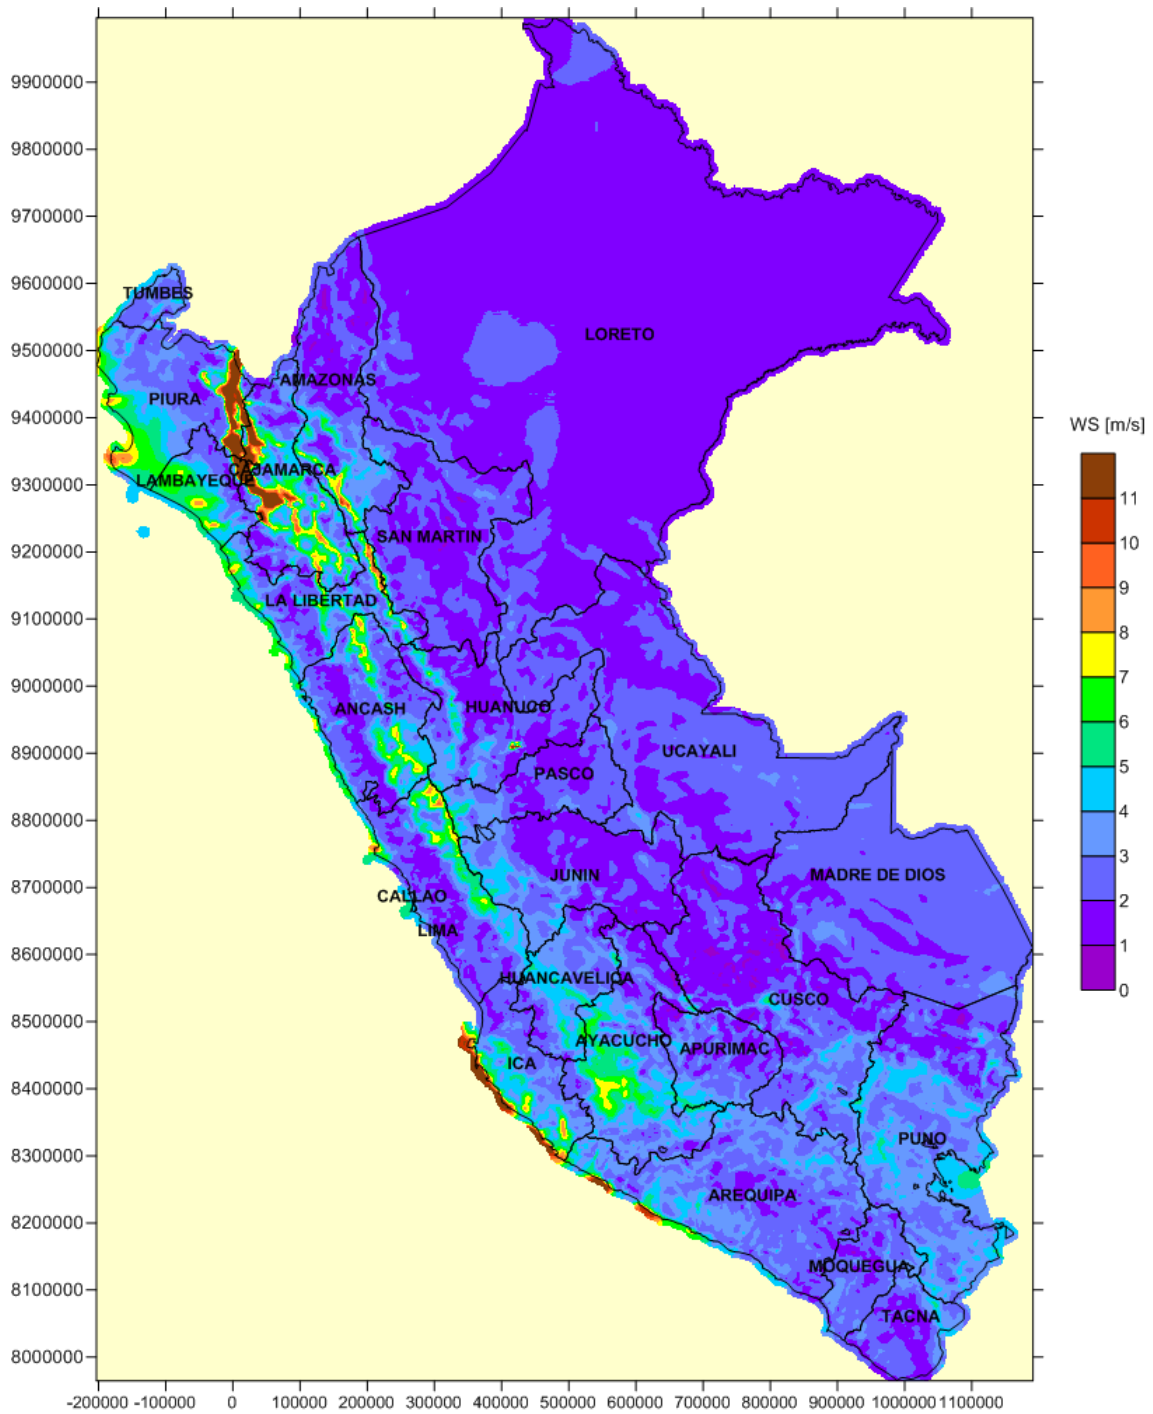 9900000
9800000
9700000
9600000
9500000
9400000
9300000
9200000
9100000
9000000
8900000
8800000
8700000
8600000
8500000
8400000
8300000
8200000
8100000
8000000
-200000 -100000 0 100000 200000 300000 400000 500000 600000 700000 800000 900000 1000000 1100000
TUMBES
LORETO
AMAZONAS
PIURA
CAJAMARCA
LAMBAYEQUE
SAN MARTIN
LA LIBERTAD
ANCASH
HUANUCO
UCAYALI
PASCO
JUNIN
MADRE DE DIOS
CALLAO
LIMA
HUANCAVELICA
CUSCO
AYACUCHO
APURIMAC
ICA
PUNO
AREQUIPA
MOQUEGUA
TACNA
WS [m/s]
11
10
9
8
7
6
5
4
3
2
1
0